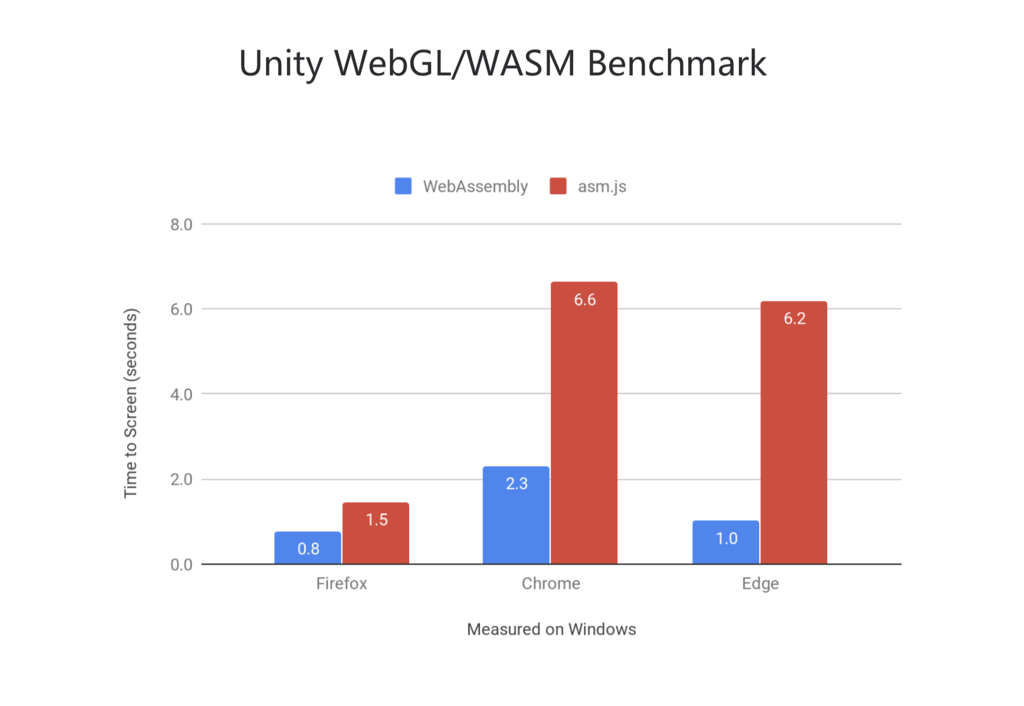 Unity WebGL/WASM Benchmark
WebAssembly asm.js
8.0
6.0
4.0
2.0
0.0
Time to Screen (seconds)
0.8
1.5
2.3
6.6
1.0
6.2
Firefox Chrome Edge
Measured on Windows